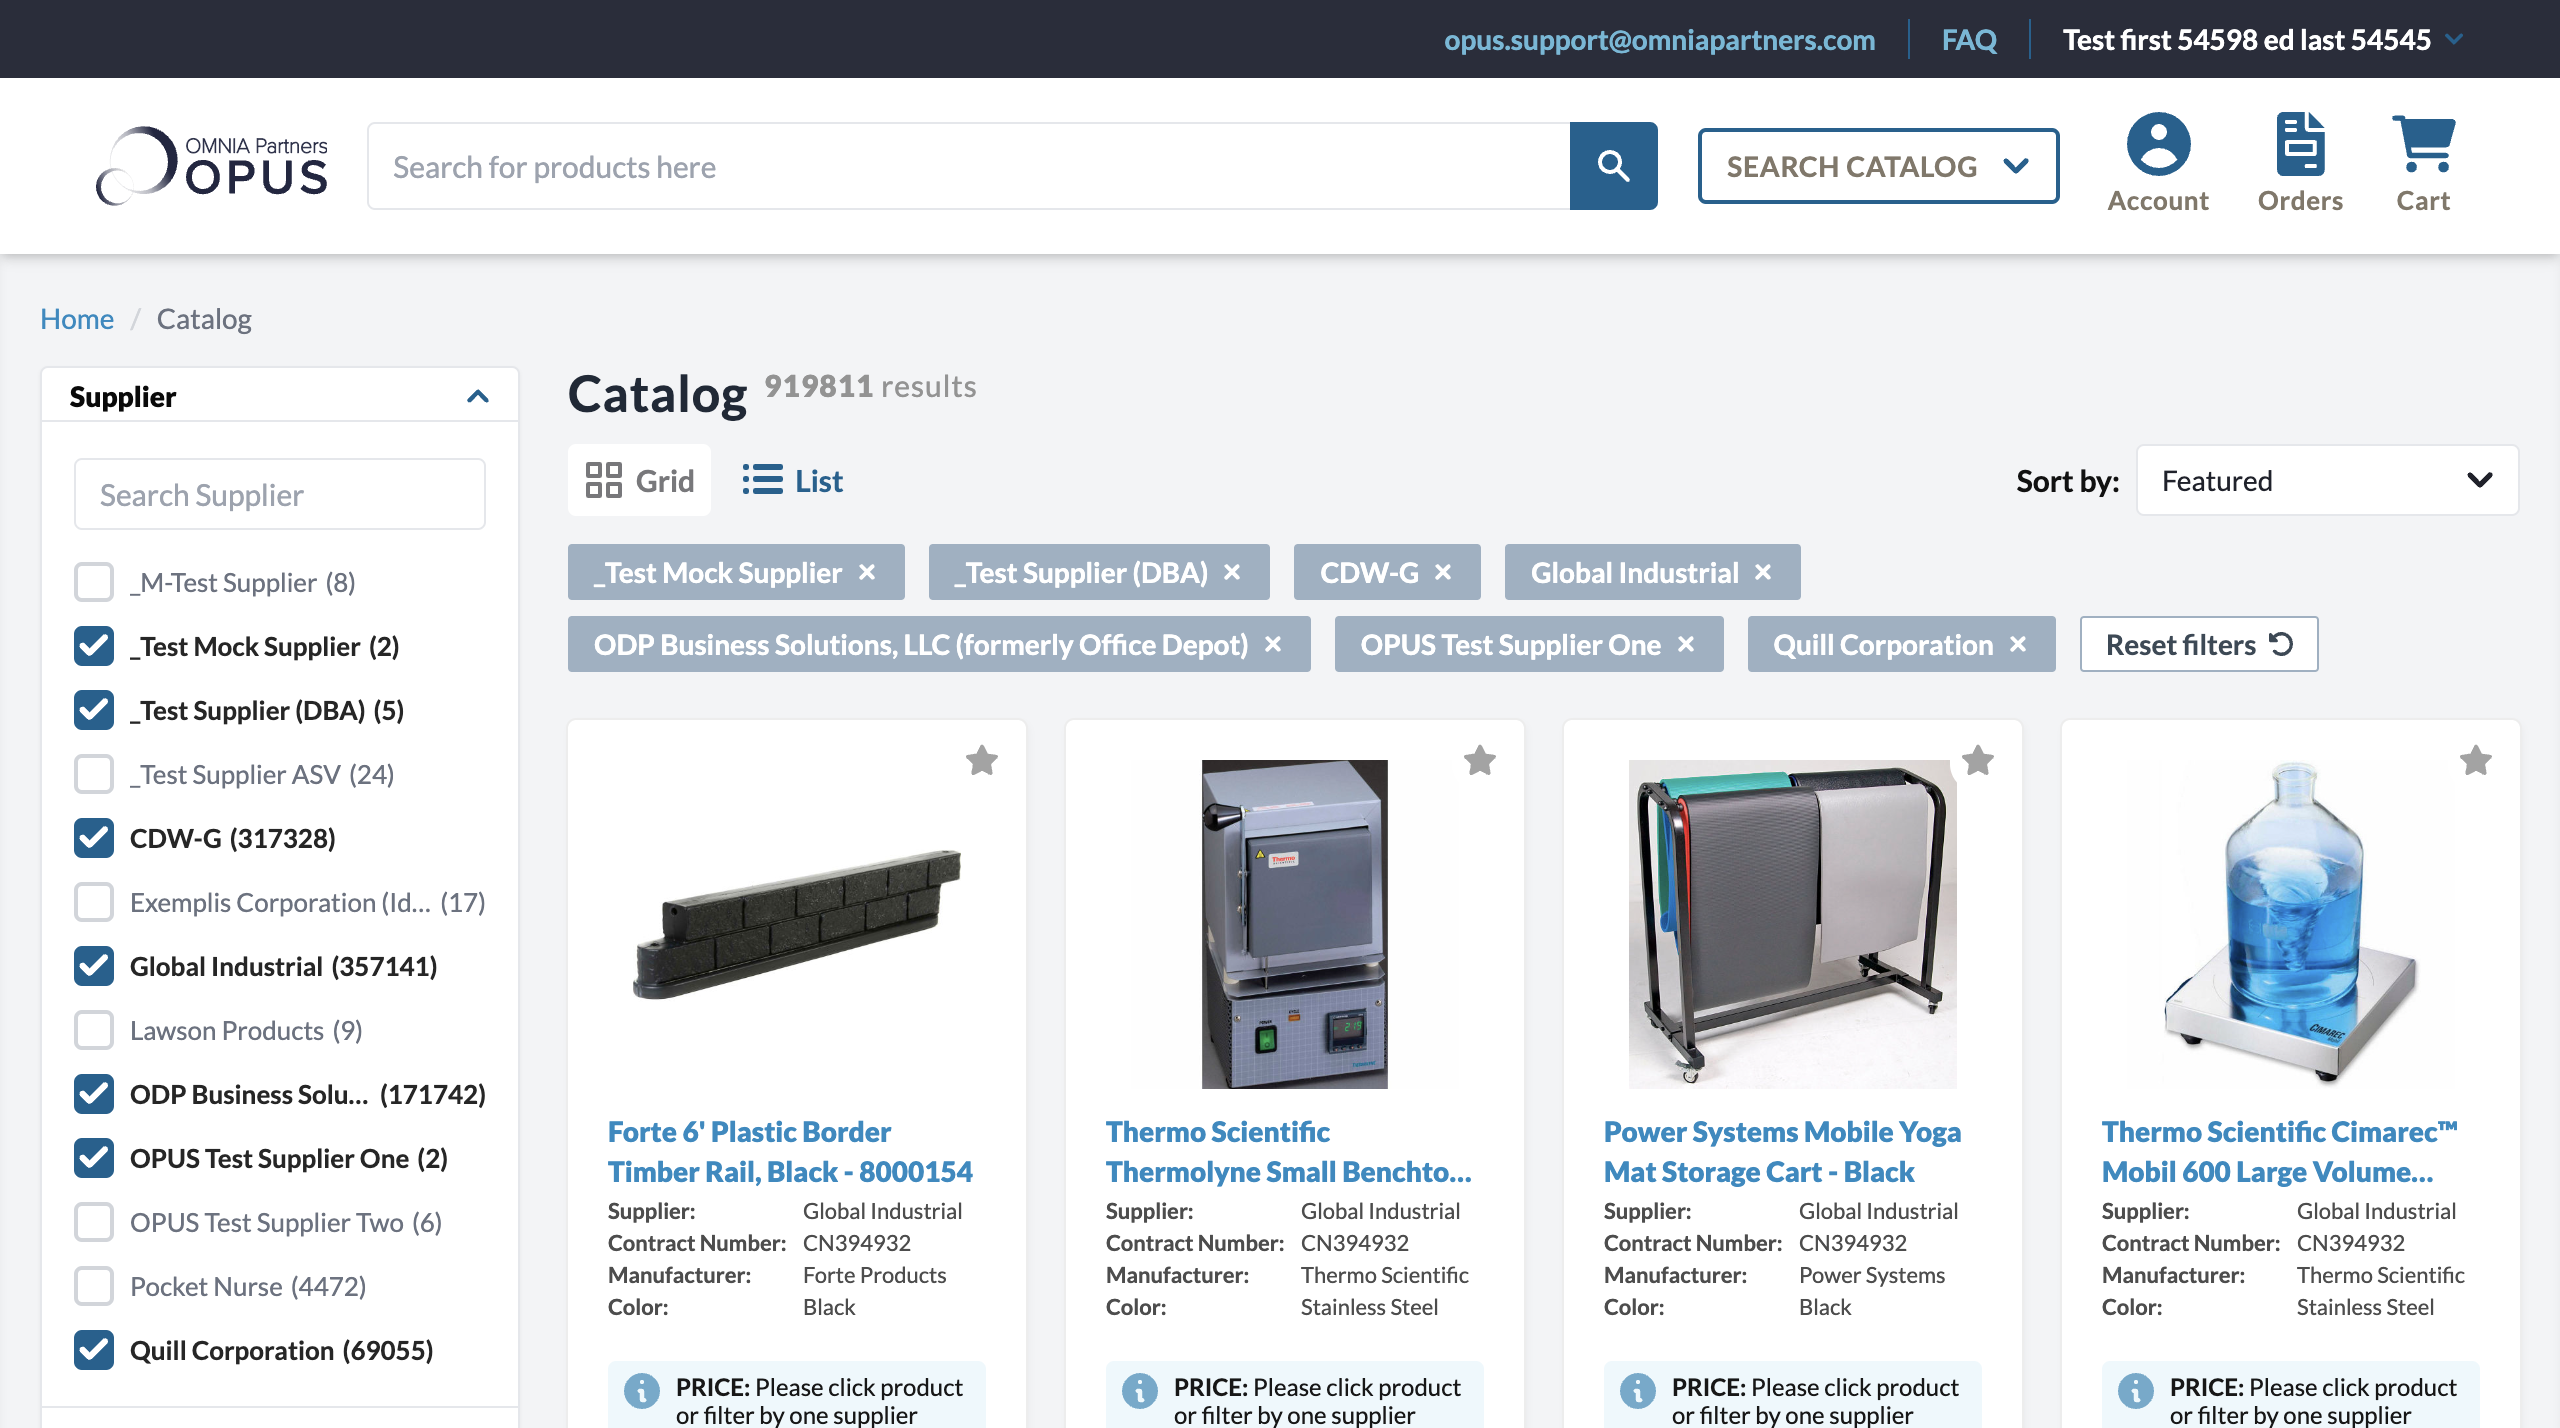 opus.support@omniapartners.com
FAQ
Test first 54598 ed last 54545
OMNIA Partners
OPUS
Search for products here
SEARCH CATALOG
Account
Orders
Cart
Home / Catalog
Supplier
Search Supplier
_M-Test Supplier (8)
_Test Mock Supplier (2)
_Test Supplier (DBA) (5)
_Test Supplier ASV (24)
CDW-G (317328)
Exemplis Corporation (Id... (17)
Global Industrial (357141)
Lawson Products (9)
ODP Business Solu... (171742)
OPUS Test Supplier One (2)
OPUS Test Supplier Two (6)
Pocket Nurse (4472)
Quill Corporation (69055)
Catalog 919811 results
Grid
List
Sort by:
Featured
_Test Mock Supplier ×
_Test Supplier (DBA) ×
CDW-G ×
Global Industrial ×
ODP Business Solutions, LLC (formerly Office Depot) ×
OPUS Test Supplier One ×
Quill Corporation ×
Reset filters
Forte 6' Plastic Border
Timber Rail, Black - 8000154
Supplier: Global Industrial
Contract Number: CN394932
Manufacturer: Forte Products
Color: Black
PRICE: Please click product
or filter by one supplier
Thermo
Thermo Scientific
Thermolyne Small Benchto...
Supplier: Global Industrial
Contract Number: CN394932
Manufacturer: Thermo Scientific
Color: Stainless Steel
PRICE: Please click product
or filter by one supplier
Power Systems Mobile Yoga
Mat Storage Cart - Black
Supplier: Global Industrial
Contract Number: CN394932
Manufacturer: Power Systems
Color: Black
PRICE: Please click product
or filter by one supplier
CIMAREC
Thermo Scientific Cimarec™
Mobil 600 Large Volume...
Supplier: Global Industrial
Contract Number: CN394932
Manufacturer: Thermo Scientific
Color: Stainless Steel
PRICE: Please click product
or filter by one supplier